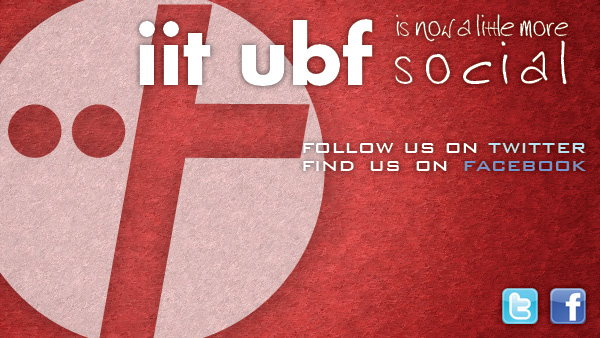 iit ubf is now a little more
social
FOLLOW US ON TWITTER
FIND US ON FACEBOOK